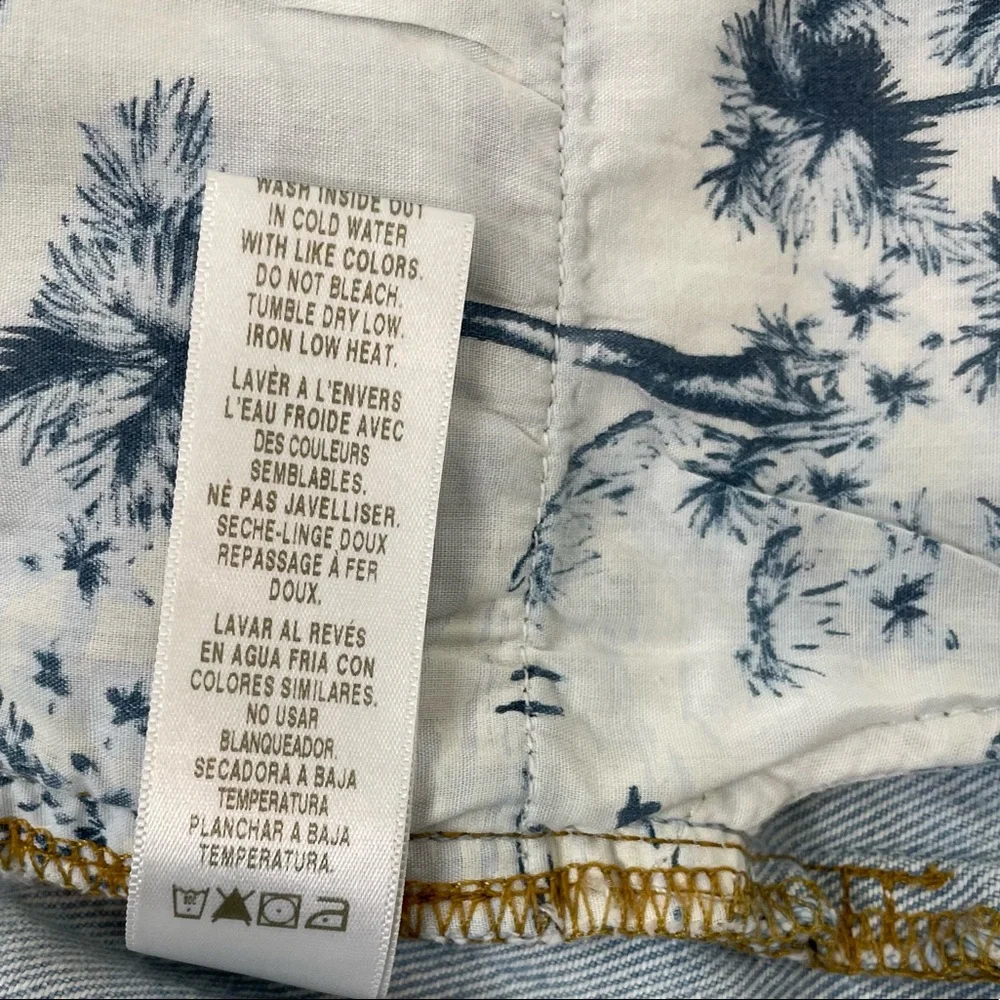 WASH INSIDE OUT
IN COLD WATER
WITH LIKE COLORS.
DO NOT BLEACH.
TUMBLE DRY LOW.
IRON LOW HEAT.
LAVÈR A L'ENVERS
L'EAU FROIDE AVEC
DES COULEURS
SEMBLABLES.
NÈ PAS JAVELLISER.
SECHE-LINGE DOUX
REPASSAGE À FER
DOUX.
LAVAR AL REVÉS
EN AGUA FRIA CON
COLORES SIMILARES.
NO USAR
BLANQUEADOR.
SECADORA A BAJA
TEMPERATURA
PLANCHAR A BAJA
TEMPERATURA.